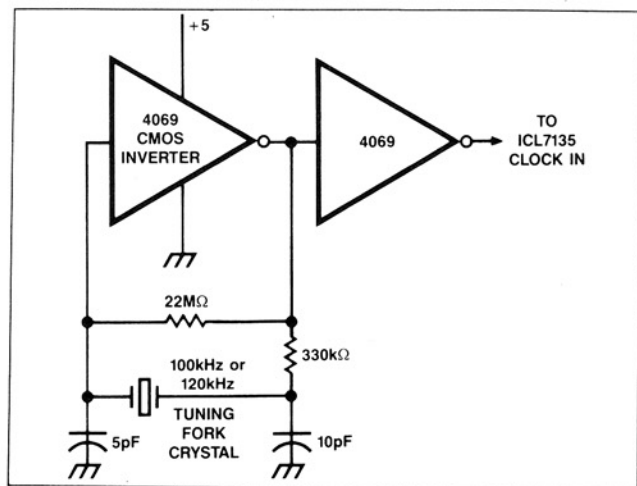 +5
4069
CMOS
INVERTER
4069
TO
ICL7135
CLOCK IN
22MΩ
330kΩ
100kHz or
120kHz
TUNING
FORK
CRYSTAL
5pF
10pF